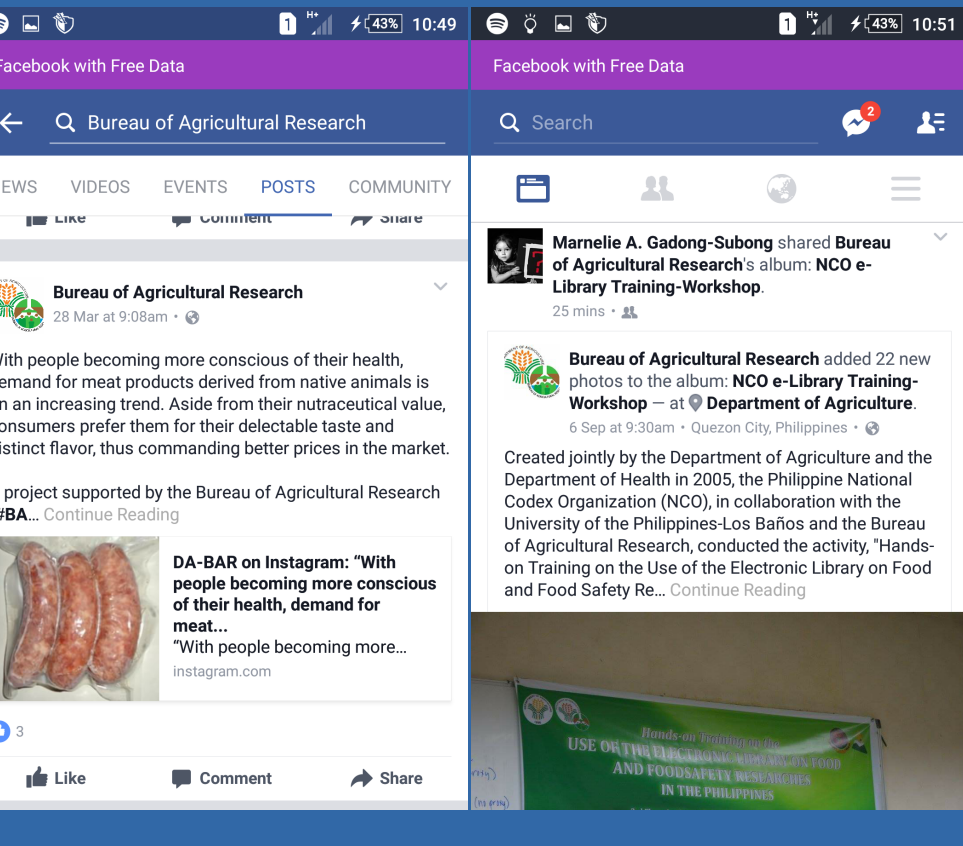 1 H+ 43% 10:49
Facebook with Free Data
Bureau of Agricultural Research
EWS VIDEOS EVENTS POSTS COMMUNITY
Like Comment Share
Bureau of Agricultural Research
28 Mar at 9:08am •
With people becoming more conscious of their health,
emand for meat products derived from native animals is
n an increasing trend. Aside from their nutraceutical value,
onsumers prefer them for their delectable taste and
istinct flavor, thus commanding better prices in the market.
project supported by the Bureau of Agricultural Research
#BA... Continue Reading
DA-BAR on Instagram: “With
people becoming more conscious
of their health, demand for
meat...
“With people becoming more...
instagram.com
3
Like Comment Share
1 H+ 43% 10:51
Facebook with Free Data
Search
2
Marnelie A. Gadong-Subong shared Bureau
of Agricultural Research's album: NCO e-
Library Training-Workshop.
25 mins •
Bureau of Agricultural Research added 22 new
photos to the album: NCO e-Library Training-
Workshop — at Department of Agriculture.
6 Sep at 9:30am • Quezon City, Philippines •
Created jointly by the Department of Agriculture and the
Department of Health in 2005, the Philippine National
Codex Organization (NCO), in collaboration with the
University of the Philippines-Los Baños and the Bureau
of Agricultural Research, conducted the activity, "Hands-
on Training on the Use of the Electronic Library on Food
and Food Safety Re... Continue Reading
Hands-on Training on the
USE OF THE ELECTRONIC LIBRARY ON FOOD
AND FOODSAFETY RESEARCHES
IN THE PHILIPPINES
(no proxy)